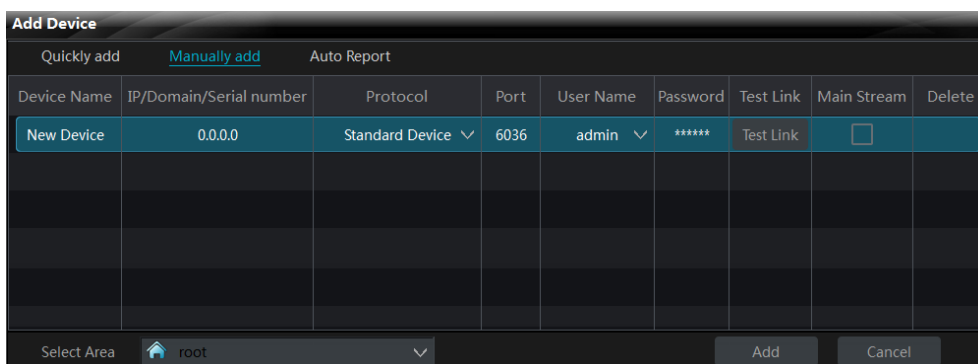 Add Device
Quickly add Manually add Auto Report
Device Name IP/Domain/Serial number Protocol Port User Name Password Test Link Main Stream Delete
New Device 0.0.0.0 Standard Device 6036 admin ****** Test Link
Select Area root Add Cancel